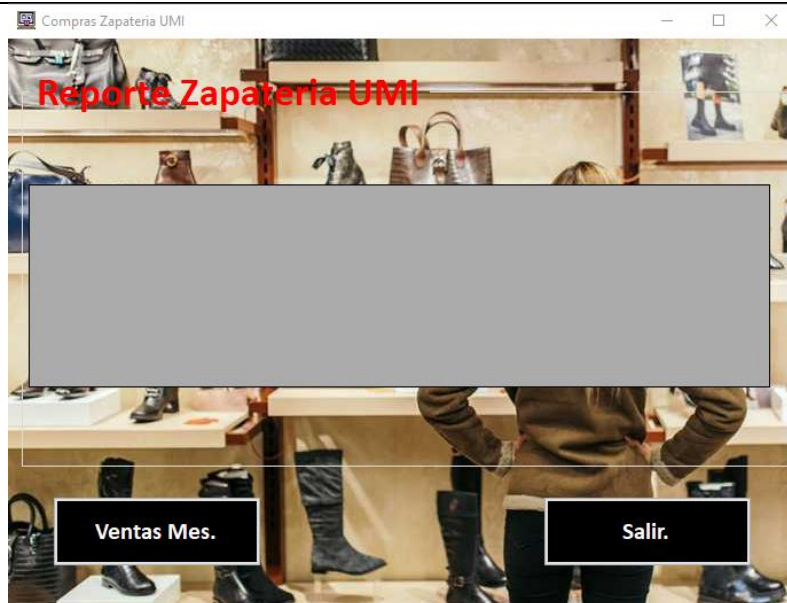 Compras Zapateria UMI
Reporte Zapateria UMI
Ventas Mes.
Salir.